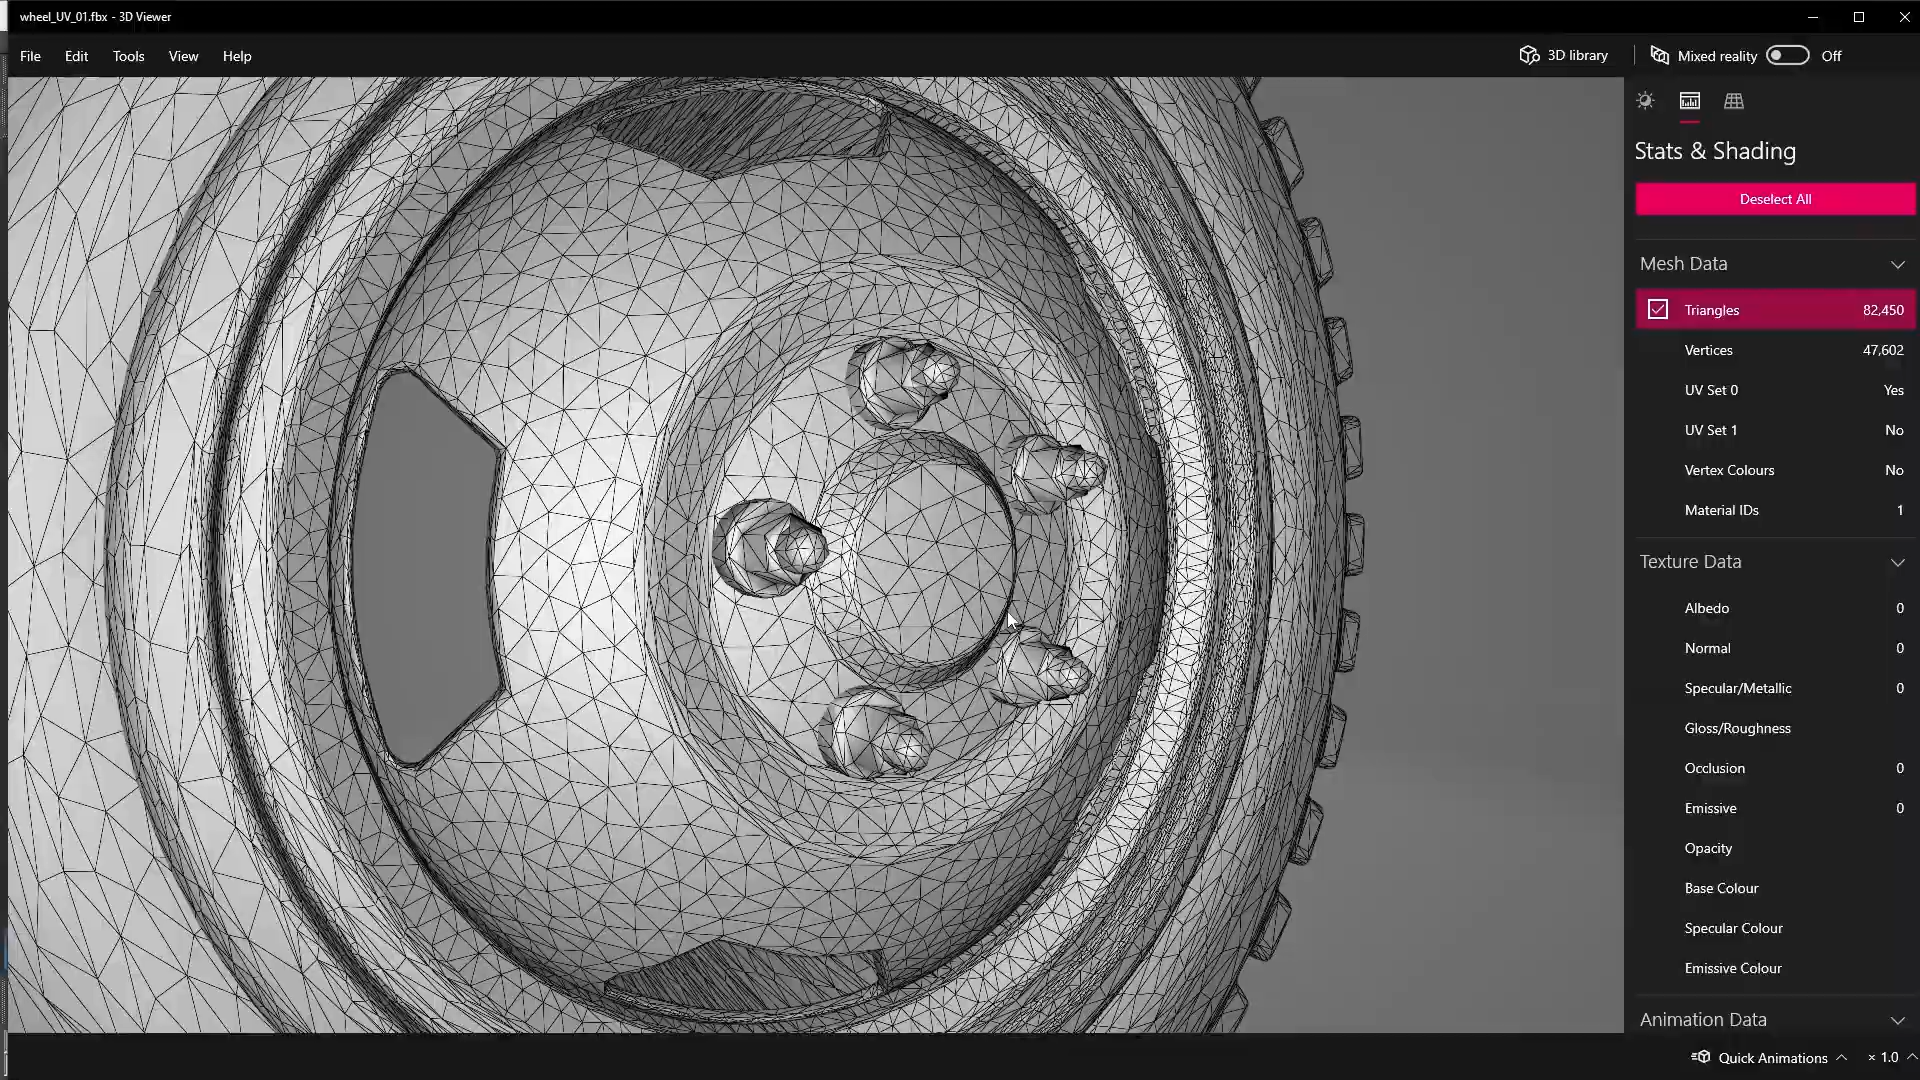 wheel_UV_01.fbx - 3D Viewer
File Edit Tools View Help
3D library
Mixed reality Off
Stats & Shading
Deselect All
Mesh Data
Triangles 82,450
Vertices 47,602
UV Set 0 Yes
UV Set 1 No
Vertex Colours No
Material IDs 1
Texture Data
Albedo 0
Normal 0
Specular/Metallic 0
Gloss/Roughness
Occlusion 0
Emissive 0
Opacity
Base Colour
Specular Colour
Emissive Colour
Animation Data
Quick Animations × 1.0